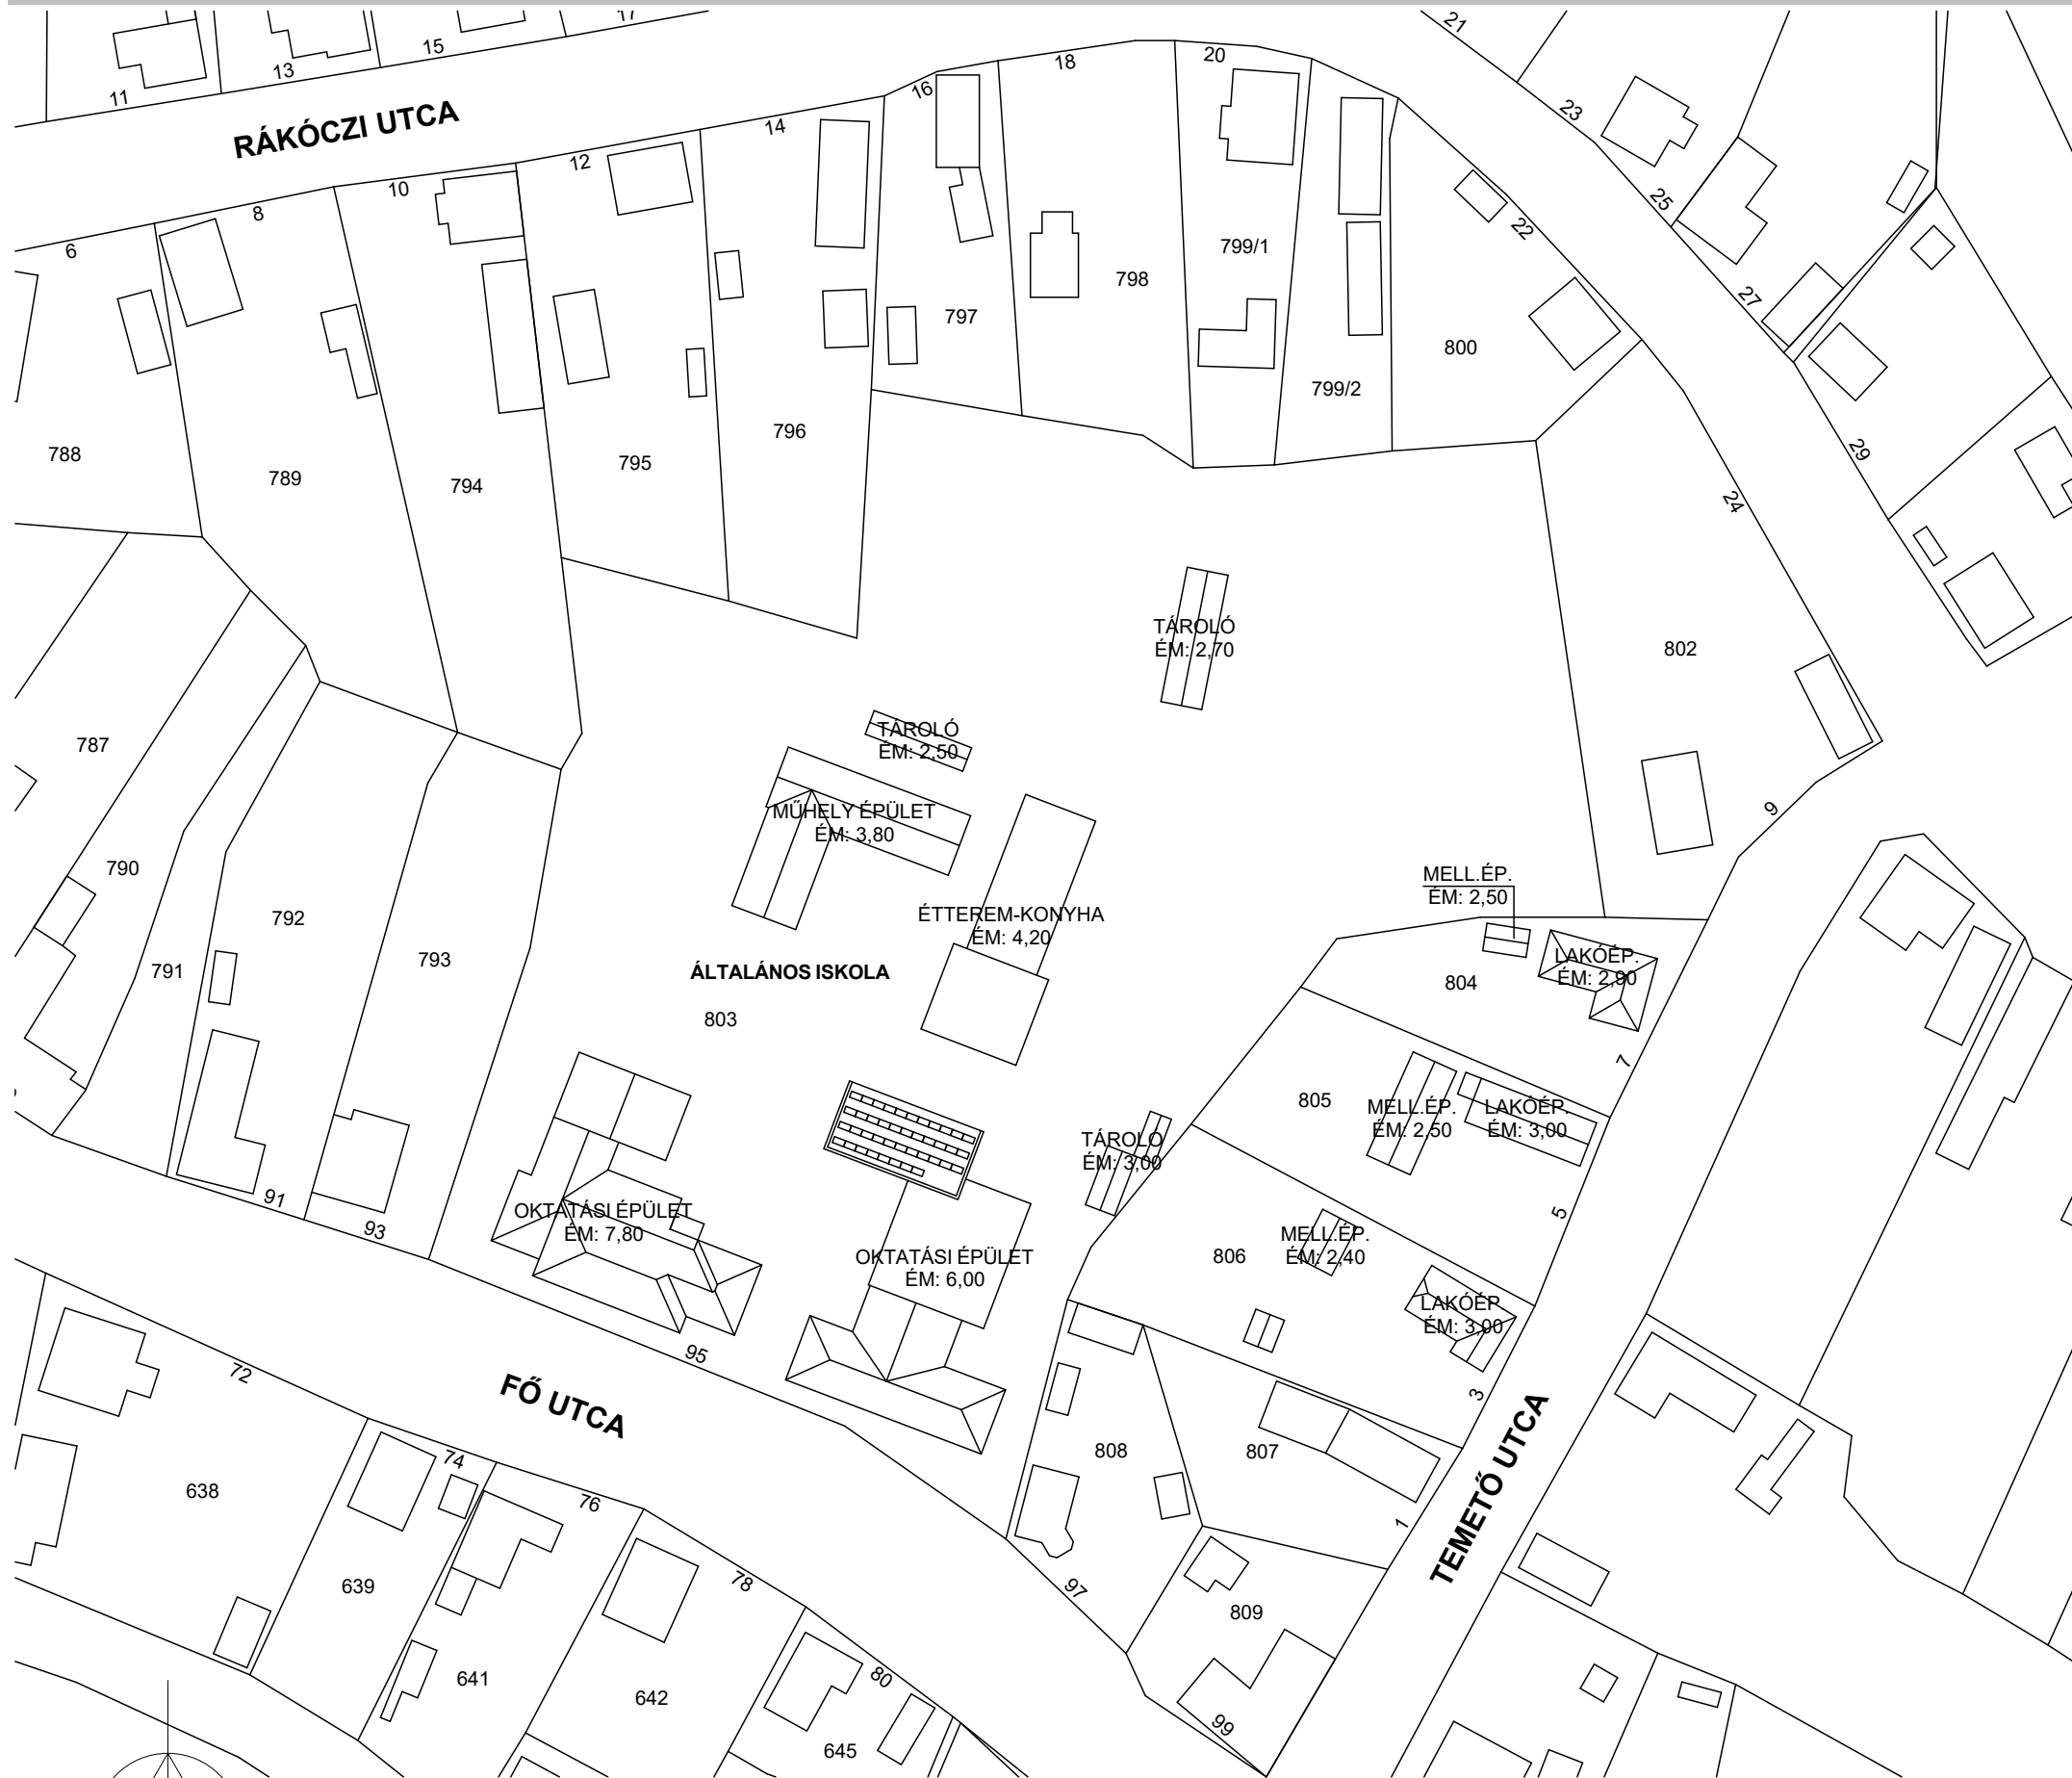 17
15
13
11
RÁKÓCZI UTCA
21
20
18
16
14
12
10
8
6
23
25
22
27
29
24
799/1
798
797
800
799/2
796
795
794
789
788
TÁROLÓ
ÉM: 2,70
802
TÁROLÓ
ÉM: 2,50
787
MŰHELY ÉPÜLET
ÉM: 3,80
9
790
MELL.ÉP.
ÉM: 2,50
792
ÉTTEREM-KONYHA
ÉM: 4,20
793
791
ÁLTALÁNOS ISKOLA
803
LAKÓÉP.
ÉM: 2,90
804
7
805
MELL.ÉP.
ÉM: 2,50
LAKÓÉP.
ÉM: 3,00
TÁROLÓ
ÉM: 3,00
91
93
OKTATÁSI ÉPÜLET
ÉM: 7,80
5
MELL.ÉP.
ÉM: 2,40
806
OKTATÁSI ÉPÜLET
ÉM: 6,00
LAKÓÉP
ÉM: 3,00
95
72
FŐ UTCA
3
TEMETŐ UTCA
808
807
74
638
76
1
639
78
97
809
641
642
80
99
645